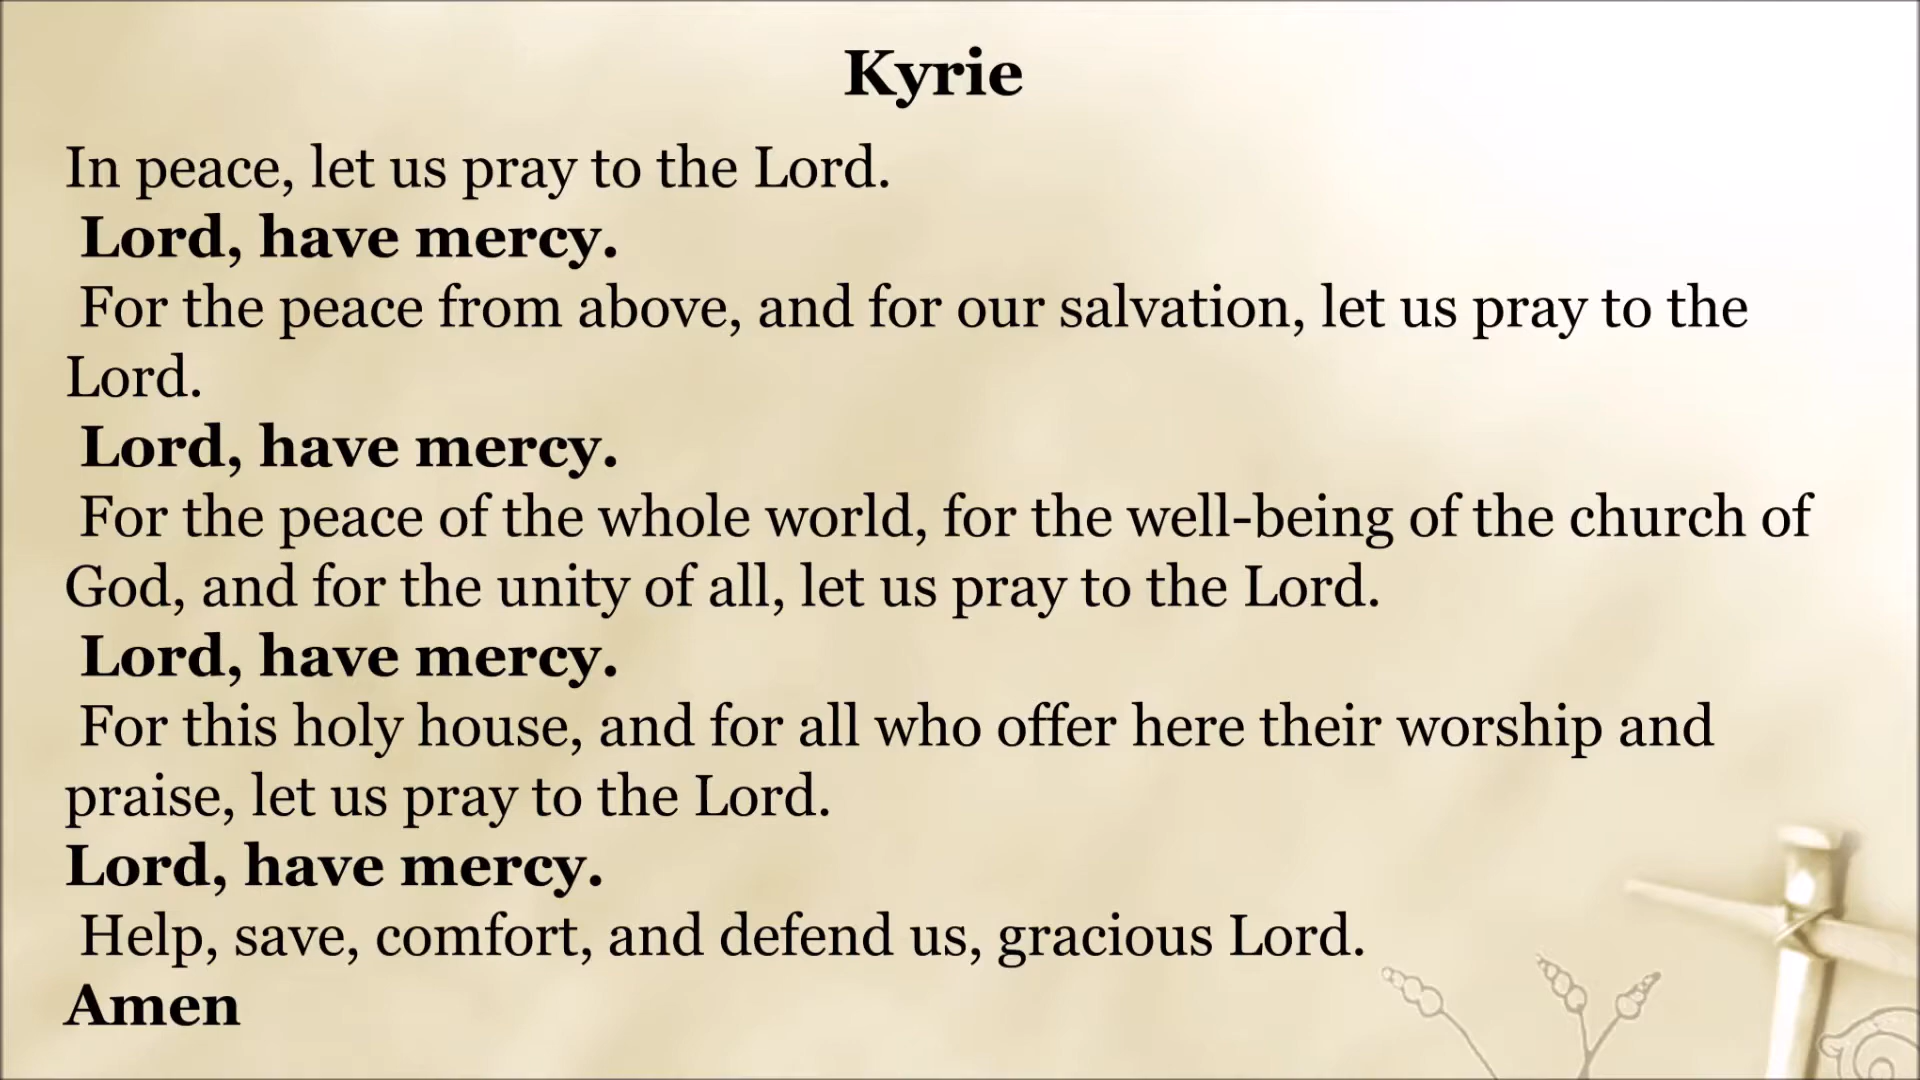 Kyrie
In peace, let us pray to the Lord.
Lord, have mercy.
For the peace from above, and for our salvation, let us pray to the
Lord.
Lord, have mercy.
For the peace of the whole world, for the well-being of the church of
God, and for the unity of all, let us pray to the Lord.
Lord, have mercy.
For this holy house, and for all who offer here their worship and
praise, let us pray to the Lord.
Lord, have mercy.
Help, save, comfort, and defend us, gracious Lord.
Amen